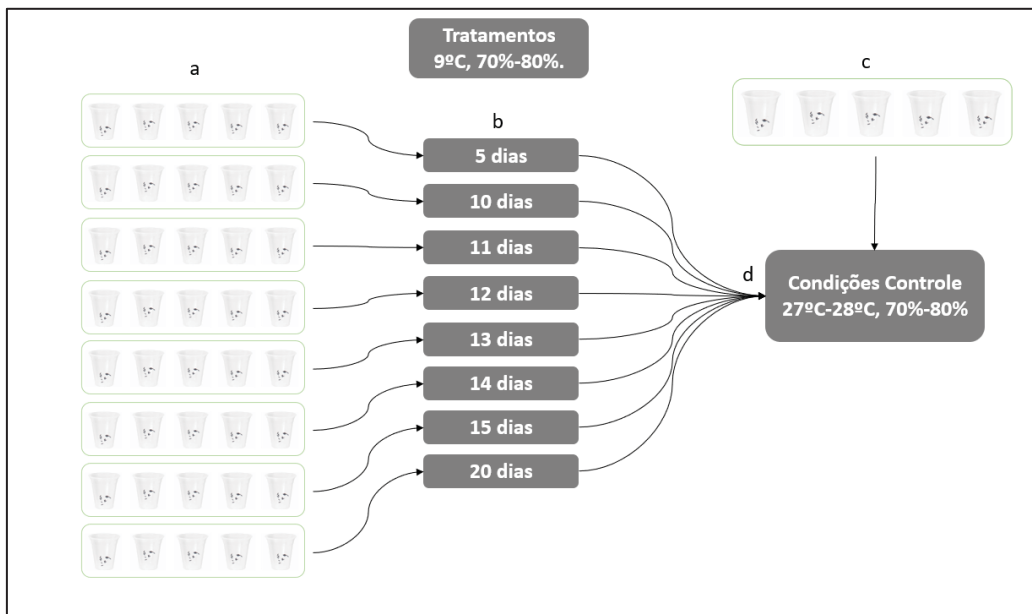 Tratamentos
9ºC, 70%-80%.
a
b
c
5 dias
10 dias
11 dias
12 dias
13 dias
14 dias
15 dias
20 dias
d
Condições Controle
27ºC-28ºC, 70%-80%